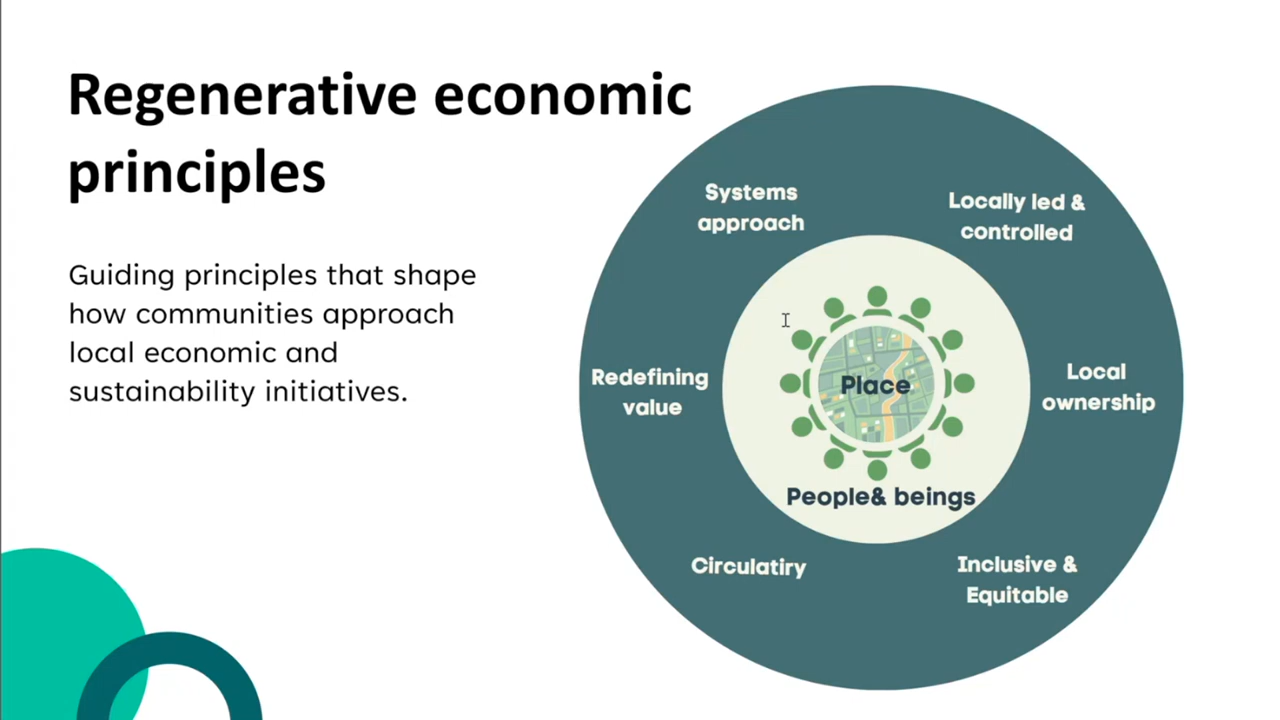 Regenerative economic
principles
Guiding principles that shape
how communities approach
local economic and
sustainability initiatives.
Systems
approach
Locally led &
controlled
Redefining
value
Place
Local
ownership
People& beings
Circulatiry
Inclusive &
Equitable